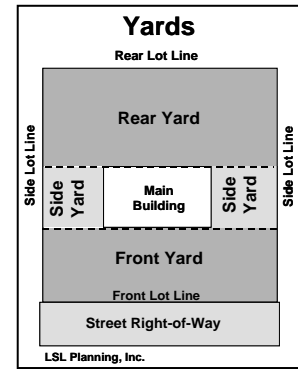 Yards
Rear Lot Line
Side Lot Line
Rear Yard
Side Lot Line
Side
Yard
Main
Building
Side
Yard
Front Yard
Front Lot Line
Street Right-of-Way
LSL Planning, Inc.